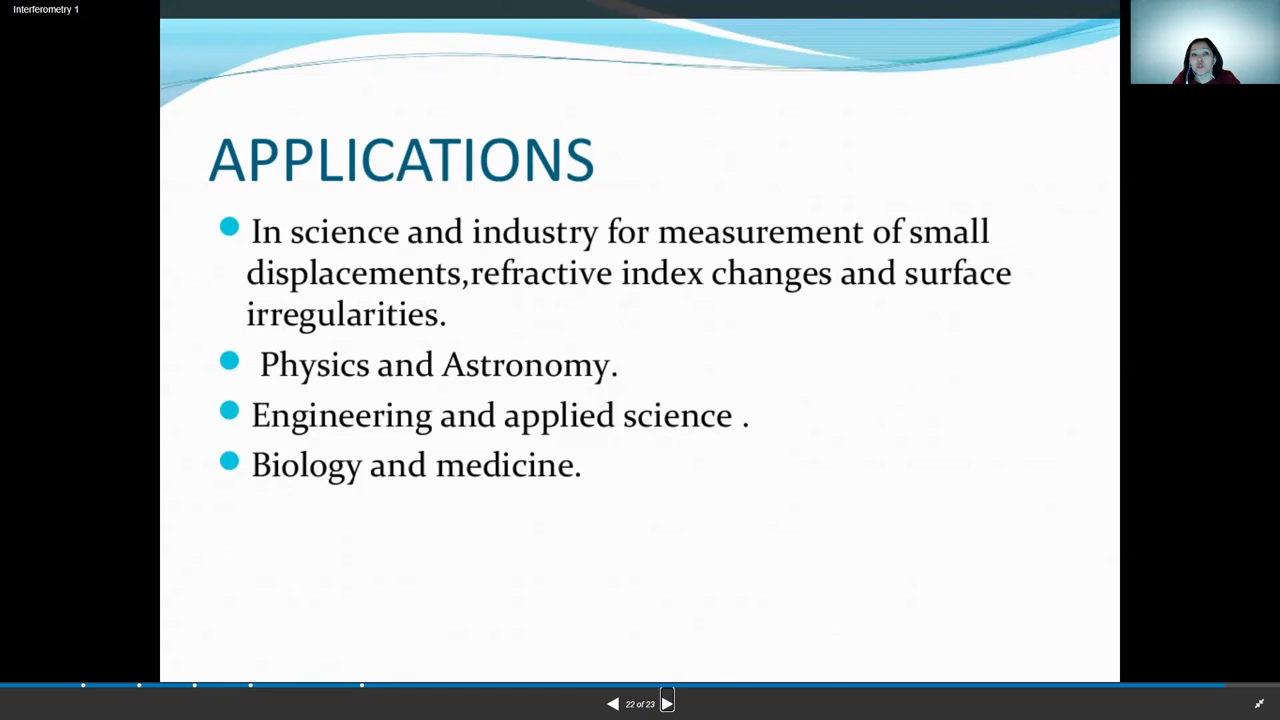 Interferometry 1
APPLICATIONS
In science and industry for measurement of small
displacements,refractive index changes and surface
irregularities.
Physics and Astronomy.
Engineering and applied science .
Biology and medicine.
22 of 23